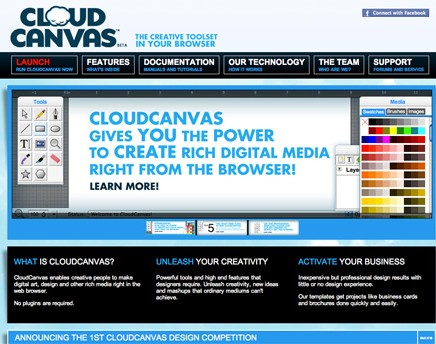 CLOUD
CANVAS™
BETA
THE CREATIVE TOOLSET
IN YOUR BROWSER
Connect with Facebook
LAUNCH
RUN CLOUDCANVAS NOW
FEATURES
WHAT'S INSIDE
DOCUMENTATION
MANUALS AND TUTORIALS
OUR TECHNOLOGY
HOW IT WORKS
THE TEAM
WHO ARE WE?
SUPPORT
FORUMS AND SERVICE
Tools
Media
Swatches Brushes Images
CLOUDCANVAS
GIVES YOU THE POWER
TO CREATE RICH DIGITAL MEDIA
RIGHT FROM THE BROWSER!
LEARN MORE!
Status: Welcome to CloudCanvas!
5
WHAT IS CLOUDCANVAS?
CloudCanvas enables creative people to make
digital art, design and other rich media right in the
web browser.
No plugins are required.
UNLEASH YOUR CREATIVITY
Powerful tools and high end features that
designers require. Unleash creativity, new ideas
and mashups that ordinary mediums can't
achieve.
ACTIVATE YOUR BUSINESS
Inexpensive but professional design results with
little or no design experience.
Our templates get projects like business cards
and brochures done quickly and easily.
ANNOUNCING THE 1ST CLOUDCANVAS DESIGN COMPETITION
more